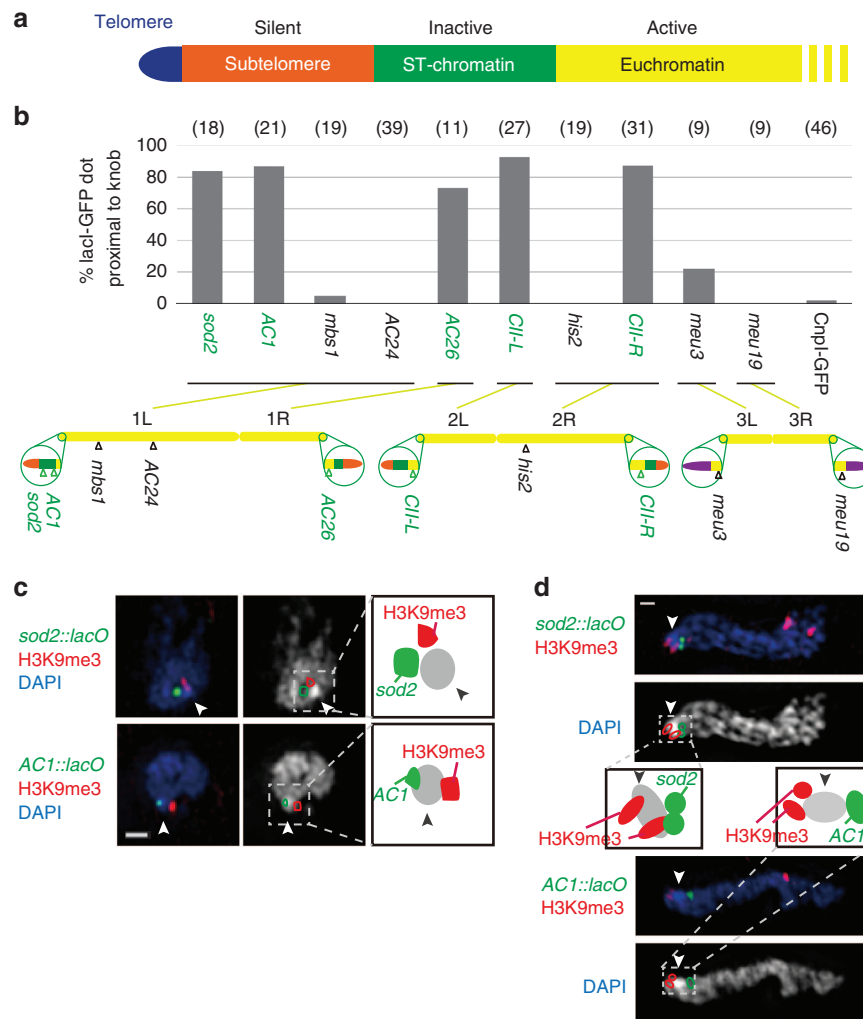 a
Telomere
Silent
Inactive
Active
Subtelomere
ST-chromatin
Euchromatin
b
(18) (21) (19) (39) (11) (27) (19) (31) (9) (9) (46)
% lacI-GFP dot
proximal to knob
100
80
60
40
20
0
sod2
AC1
mbs1
AC24
AC26
CII-L
his2
CII-R
meu3
meu19
CnpI-GFP
1L
1R
2L
2R
3L
3R
sod2
AC1
mbs1
AC24
AC26
CII-L
his2
CII-R
meu3
meu19
c
sod2::lacO
H3K9me3
DAPI
H3K9me3
sod2
AC1::lacO
H3K9me3
DAPI
H3K9me3
AC1
d
sod2::lacO
H3K9me3
DAPI
sod2
H3K9me3
H3K9me3
AC1
AC1::lacO
H3K9me3
DAPI